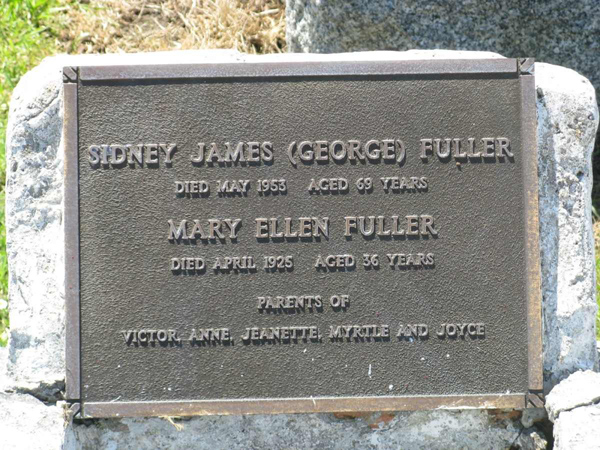 SIDNEY JAMES (GEORGE) FULLER
DIED MAY 1953 AGED 69 YEARS
MARY ELLEN FULLER
DIED APRIL 1925 AGED 36 YEARS
PARENTS OF
VICTOR, ANNE, JEANETTE, MYRTLE AND JOYCE